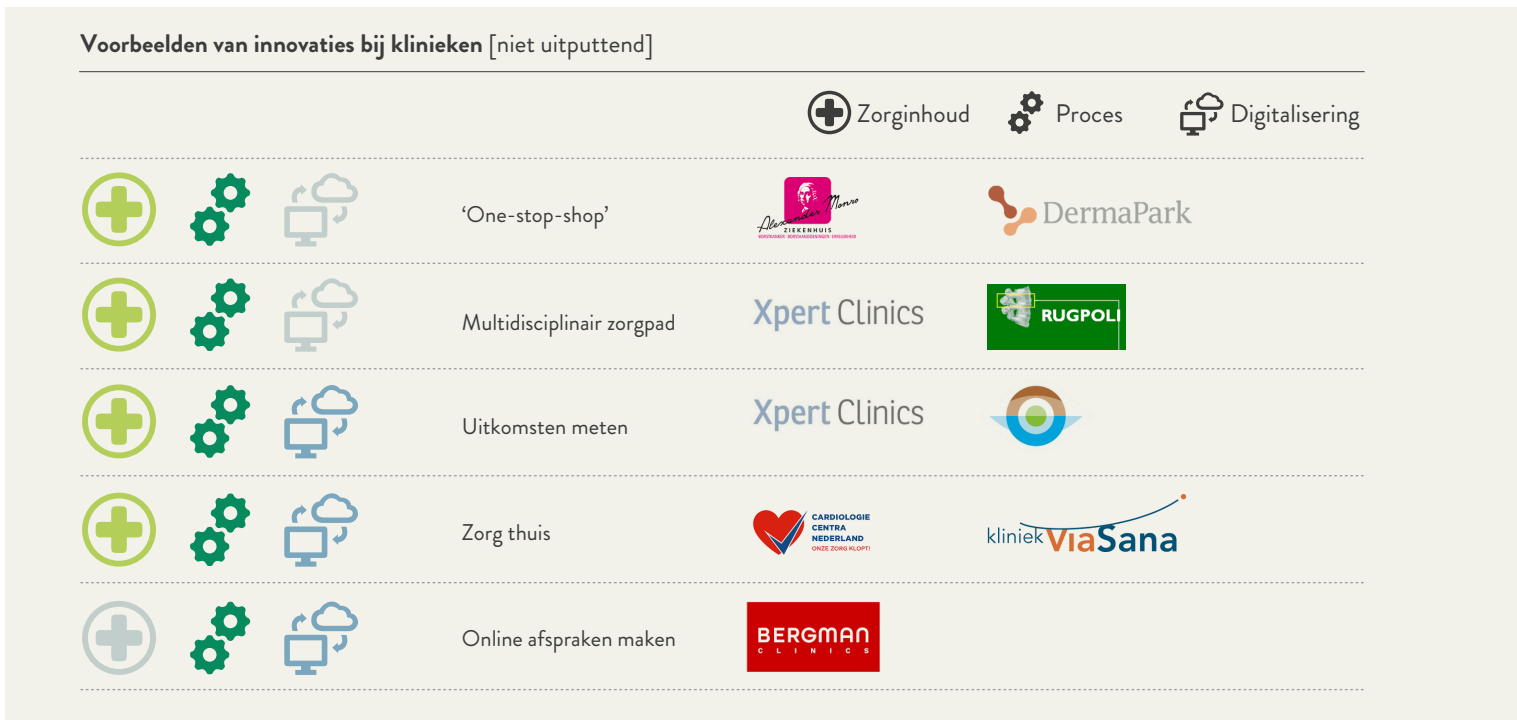 Voorbeelden van innovaties bij klinieken [niet uitputtend]
Zorginhoud Proces Digitalisering
‘One-stop-shop’
Alexander Monro
ZIEKENHUIS
DermaPark
Multidisciplinair zorgpad
Xpert Clinics
RUGPOLI
Uitkomsten meten
Xpert Clinics
Zorg thuis
CARDIOLOGIE
CENTRA
NEDERLAND
ONZE ZORG KLOPT!
kliniek ViaSana
Online afspraken maken
BERGMAN
CLINICS